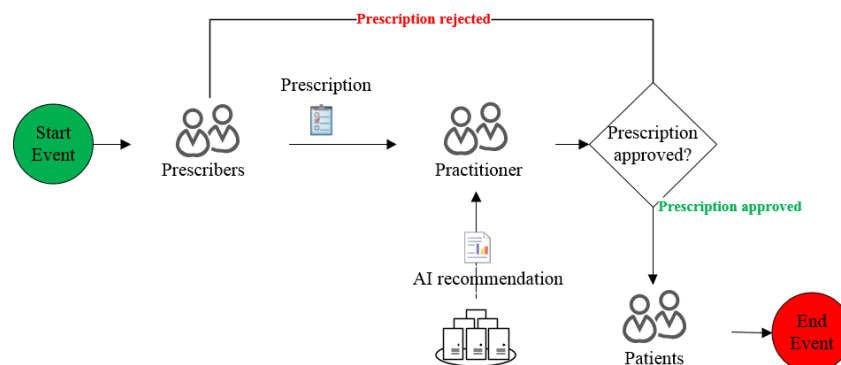 Prescription rejected
Prescription
Start
Event
Prescribers
Practitioner
Prescription
approved?
Prescription approved
AI recommendation
Patients
End
Event